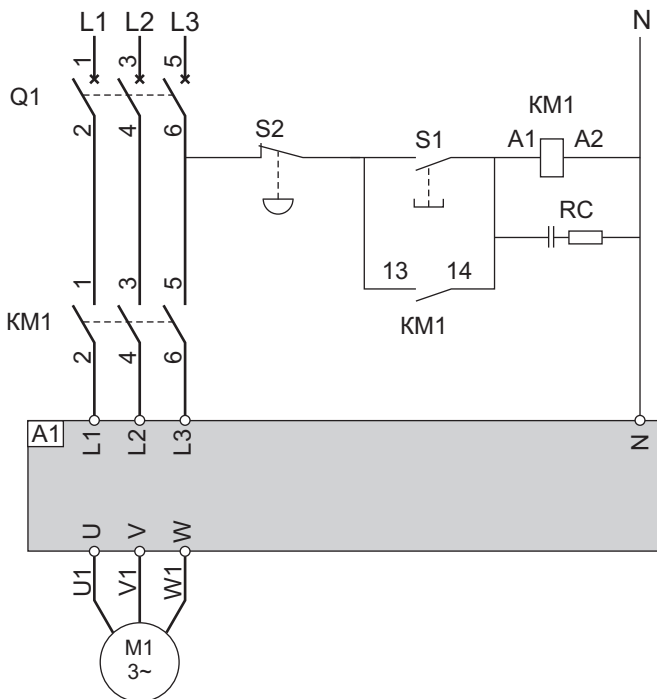 L1 L2 L3 N
1 3 5
Q1
2 4 6
KM1
S2 S1 A1 A2
RC
13 14
KM1
1 3 5
KM1
2 4 6
A1
L1 L2 L3 N
U V W
U1 V1 W1
M1
3~